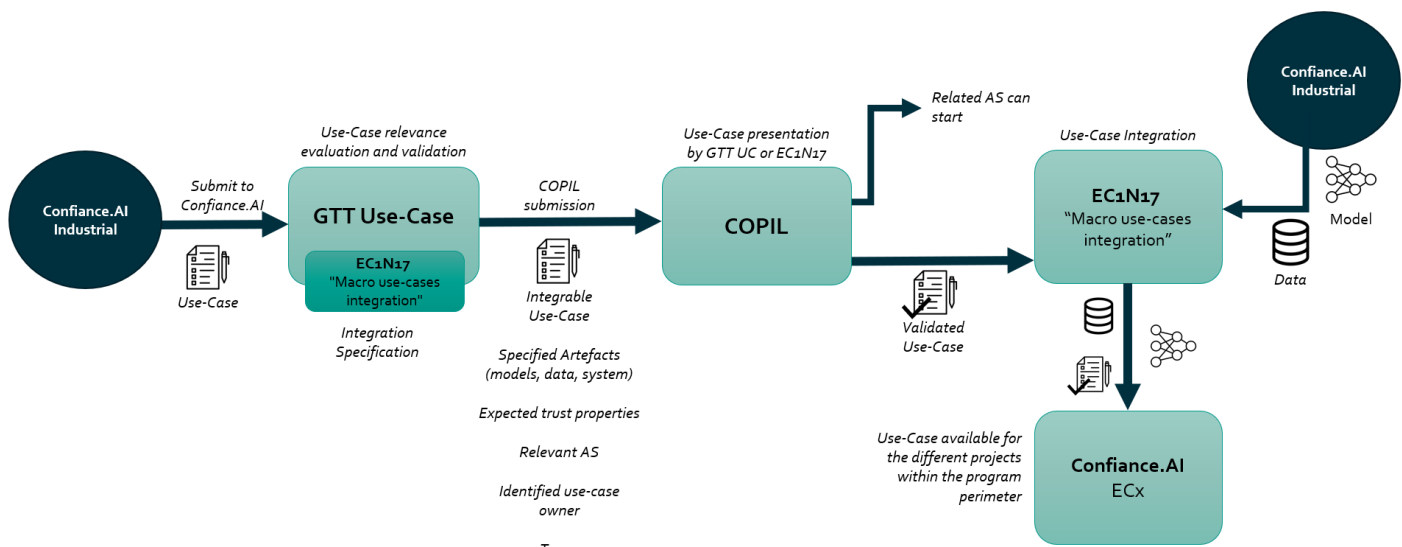 Confiance.AI
Industrial
Submit to
Confiance.AI
Use-Case
Use-Case relevance
evaluation and validation
GTT Use-Case
EC1N17
"Macro use-cases
integration"
Integration
Specification
COPIL
submission
Integrable
Use-Case
Specified Artefacts
(models, data, system)
Expected trust properties
Relevant AS
Identified use-case
owner
Use-Case presentation
by GTT UC or EC1N17
COPIL
Related AS can
start
Validated
Use-Case
Use-Case Integration
EC1N17
“Macro use-cases
integration”
Confiance.AI
Industrial
Model
Data
Use-Case available for
the different projects
within the program
perimeter
Confiance.AI
ECx